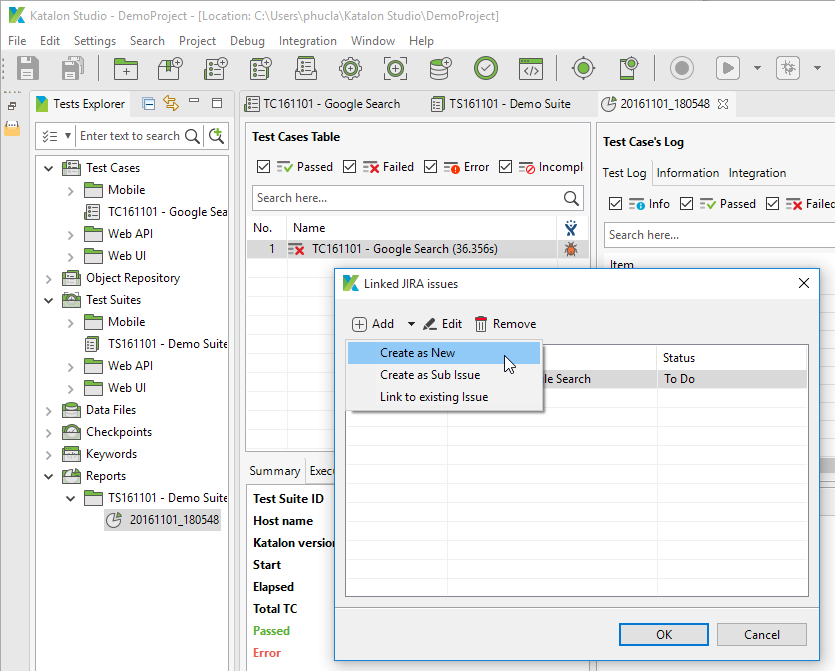 Katalon Studio - DemoProject - [Location: C:\Users\phucla\Katalon Studio\DemoProject]
File Edit Settings Search Project Debug Integration Window Help
Tests Explorer
TC161101 - Google Search
TS161101 - Demo Suite
20161101_180548
Enter text to search
Test Cases
Mobile
TC161101 - Google Sea
Web API
Web UI
Object Repository
Test Suites
Mobile
TS161101 - Demo Suite
Web API
Web UI
Data Files
Checkpoints
Keywords
Reports
TS161101 - Demo Suite
20161101_180548
Test Cases Table
Passed Failed Error Incompl
Search here...
No. Name
1 TC161101 - Google Search (36.356s)
Summary Execu
Test Suite ID
Host name
Katalon version
Start
Elapsed
Total TC
Passed
Error
Test Case's Log
Test Log Information Integration
Info Passed Failed
Search here...
Item
Linked JIRA issues
Add Edit Remove
Create as New
Create as Sub Issue
Link to existing Issue
Status
le Search To Do
OK Cancel